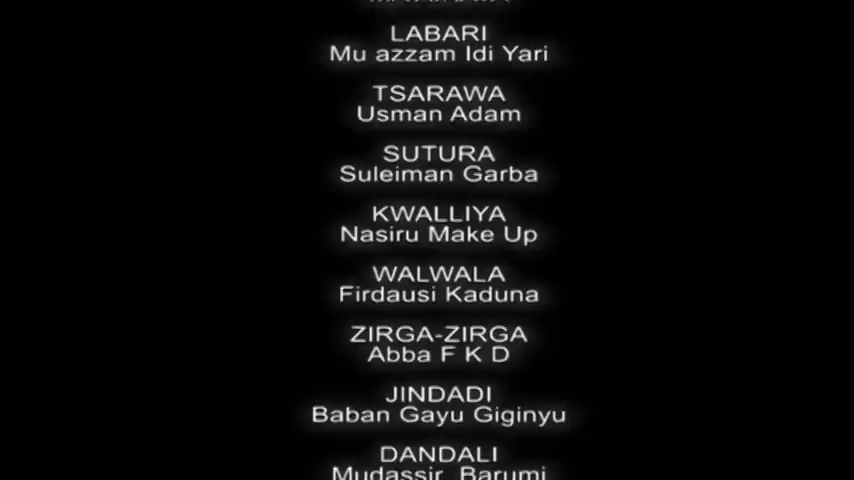 LABARI
Mu azzam Idi Yari
TSARAWA
Usman Adam
SUTURA
Suleiman Garba
KWALLIYA
Nasiru Make Up
WALWALA
Firdausi Kaduna
ZIRGA-ZIRGA
Abba F K D
JINDADI
Baban Gayu Giginyu
DANDALI
Mudassir Barumi